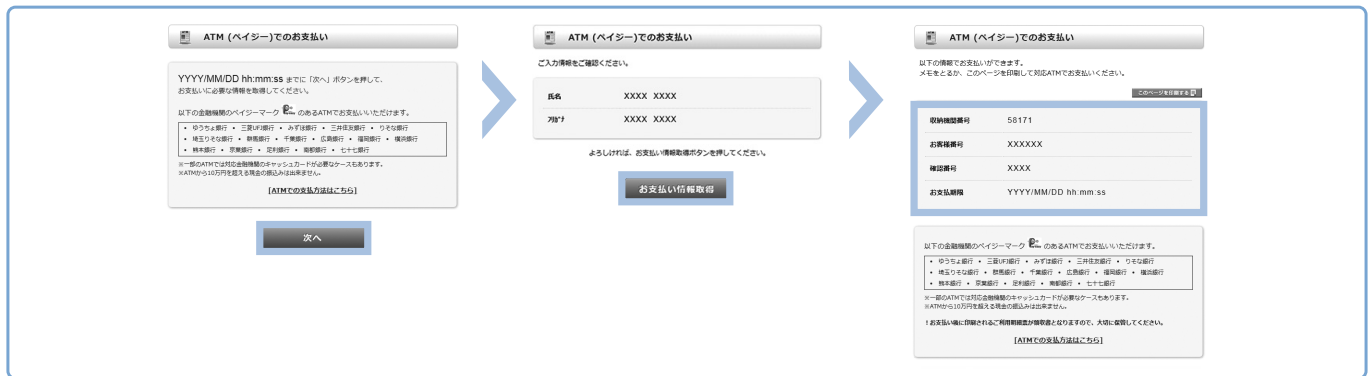 ATM (ペイジー)でのお支払い
YYYY/MM/DD hh:mm:ss までに「次へ」ボタンを押して、
お支払いに必要な情報を取得してください。
以下の金融機関のペイジーマーク のあるATMでお支払いいただけます。
• ゆうちょ銀行 • 三菱UFJ銀行 • みずほ銀行 • 三井住友銀行 • りそな銀行
• 埼玉りそな銀行 • 群馬銀行 • 千葉銀行 • 広島銀行 • 福岡銀行 • 横浜銀行
• 熊本銀行 • 京葉銀行 • 足利銀行 • 南都銀行 • 七十七銀行
※一部のATMでは対応金融機関のキャッシュカードが必要なケースもあります。
※ATMから10万円を超える現金の振込みは出来ません。
[ATMでの支払方法はこちら]
次へ
ATM (ペイジー)でのお支払い
ご入力情報をご確認ください。
氏名 XXXX XXXX
フリガナ XXXX XXXX
よろしければ、お支払い情報取得ボタンを押してください。
お支払い情報取得
ATM (ペイジー)でのお支払い
以下の情報でお支払いができます。
メモをとるか、このページを印刷して対応ATMでお支払いください。
このページを印刷する
収納機関番号 58171
お客様番号 XXXXXX
確認番号 XXXX
お支払期限 YYYY/MM/DD hh:mm:ss
以下の金融機関のペイジーマーク のあるATMでお支払いいただけます。
• ゆうちょ銀行 • 三菱UFJ銀行 • みずほ銀行 • 三井住友銀行 • りそな銀行
• 埼玉りそな銀行 • 群馬銀行 • 千葉銀行 • 広島銀行 • 福岡銀行 • 横浜銀行
• 熊本銀行 • 京葉銀行 • 足利銀行 • 南都銀行 • 七十七銀行
※一部のATMでは対応金融機関のキャッシュカードが必要なケースもあります。
※ATMから10万円を超える現金の振込みは出来ません。
!お支払い後に印刷されるご利用明細票が領収書となりますので、大切に保管してください。
[ATMでの支払方法はこちら]